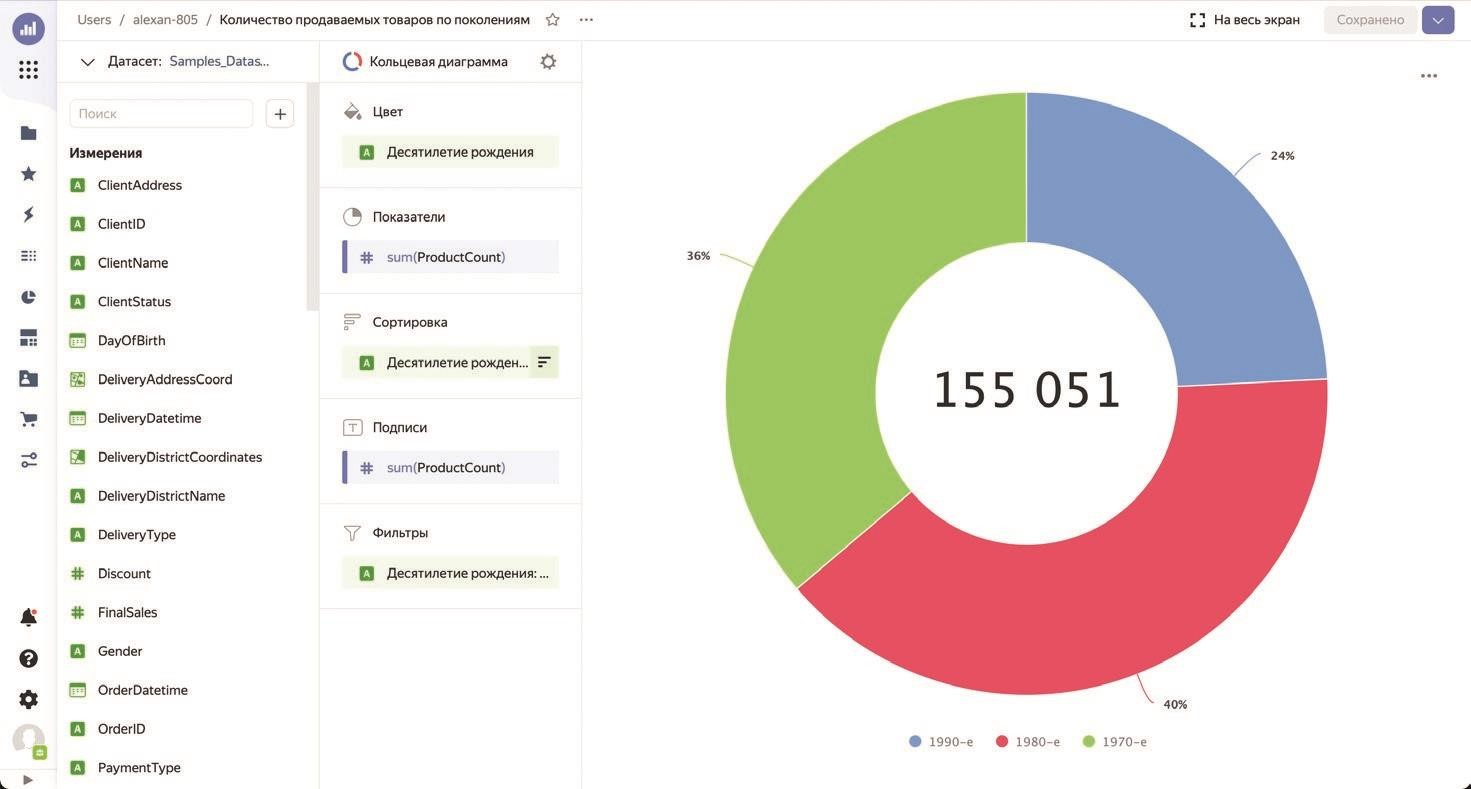 Users / alexan-805 / Количество продаваемых товаров по поколениям
На весь экран
Сохранено
Датасет: Samples_Datas...
Поиск
Измерения
ClientAddress
ClientID
ClientName
ClientStatus
DayOfBirth
DeliveryAddressCoord
DeliveryDatetime
DeliveryDistrictCoordinates
DeliveryDistrictName
DeliveryType
Discount
FinalSales
Gender
OrderDatetime
OrderID
PaymentType
Кольцевая диаграмма
Цвет
Десятилетие рождения
Показатели
sum(ProductCount)
Сортировка
Десятилетие рожден...
Подписи
sum(ProductCount)
Фильтры
Десятилетие рождения: ...
24%
36%
155 051
40%
1990-е 1980-е 1970-е